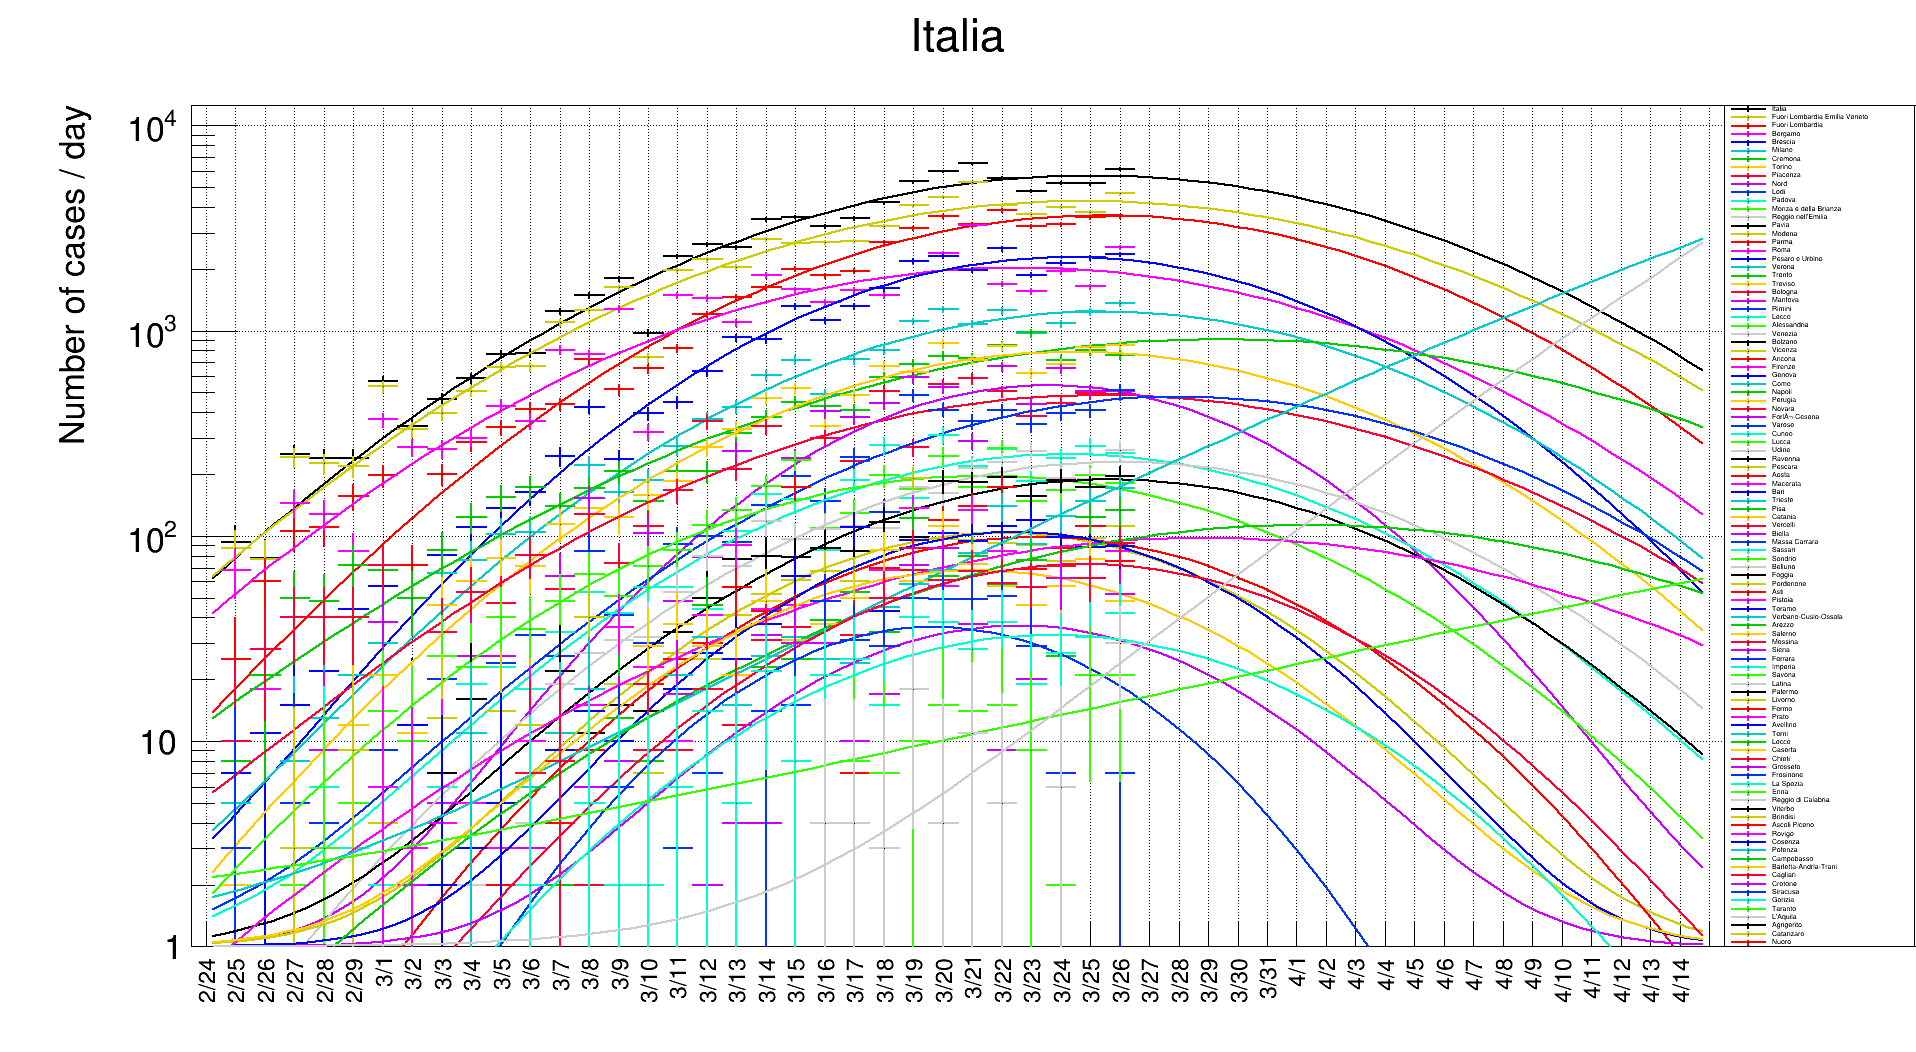 Italia
Number of cases / day
10⁴
10³
10²
10
1
2/24
2/25
2/26
2/27
2/28
2/29
3/1
3/2
3/3
3/4
3/5
3/6
3/7
3/8
3/9
3/10
3/11
3/12
3/13
3/14
3/15
3/16
3/17
3/18
3/19
3/20
3/21
3/22
3/23
3/24
3/25
3/26
3/27
3/28
3/29
3/30
3/31
4/1
4/2
4/3
4/4
4/5
4/6
4/7
4/8
4/9
4/10
4/11
4/12
4/13
4/14
Italia
Fuori Lombardia Emilia Veneto
Fuori Lombardia
Bergamo
Brescia
Milano
Cremona
Torino
Piacenza
Nord
Lodi
Padova
Monza e della Brianza
Reggio nell'Emilia
Pavia
Modena
Parma
Roma
Pesaro e Urbino
Verona
Trento
Treviso
Bologna
Mantova
Rimini
Lecco
Alessandria
Venezia
Bolzano
Vicenza
Ancona
Firenze
Genova
Como
Napoli
Perugia
Novara
ForlÃ¬-Cesena
Varese
Cuneo
Lucca
Udine
Ravenna
Pescara
Aosta
Macerata
Bari
Trieste
Pisa
Catania
Vercelli
Biella
Massa Carrara
Sassari
Sondrio
Belluno
Foggia
Pordenone
Asti
Pistoia
Teramo
Verbano-Cusio-Ossola
Arezzo
Salerno
Messina
Siena
Ferrara
Imperia
Savona
Latina
Palermo
Livorno
Fermo
Prato
Avellino
Terni
Lecce
Caserta
Chieti
Grosseto
Frosinone
La Spezia
Enna
Reggio di Calabria
Viterbo
Brindisi
Ascoli Piceno
Rovigo
Cosenza
Potenza
Campobasso
Barletta-Andria-Trani
Cagliari
Crotone
Siracusa
Gorizia
Taranto
L'Aquila
Agrigento
Catanzaro
Nuoro